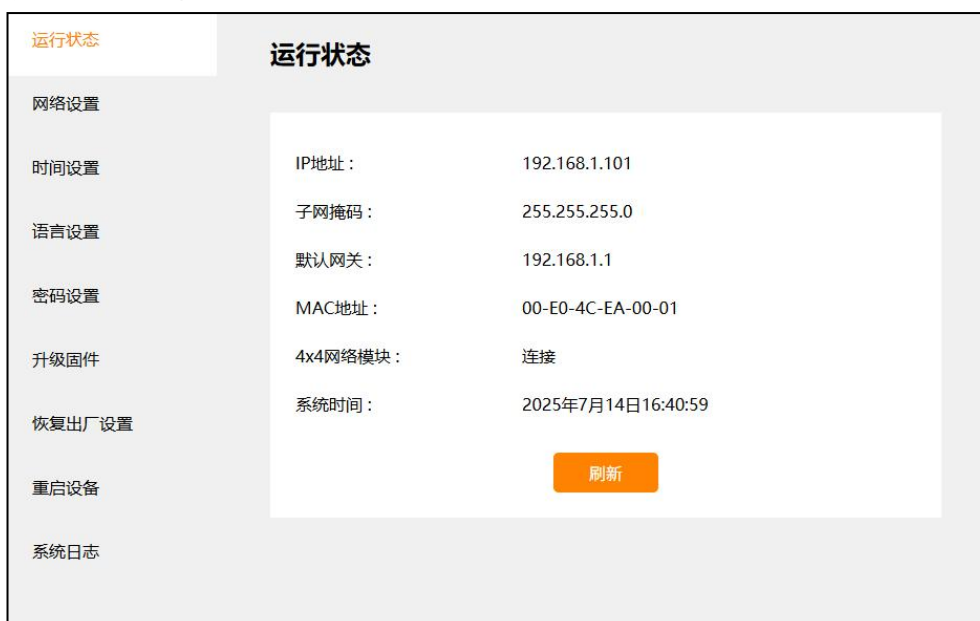 运行状态
网络设置
时间设置
语言设置
密码设置
升级固件
恢复出厂设置
重启设备
系统日志
运行状态
IP地址： 192.168.1.101
子网掩码： 255.255.255.0
默认网关： 192.168.1.1
MAC地址： 00-E0-4C-EA-00-01
4x4网络模块： 连接
系统时间： 2025年7月14日16:40:59
刷新